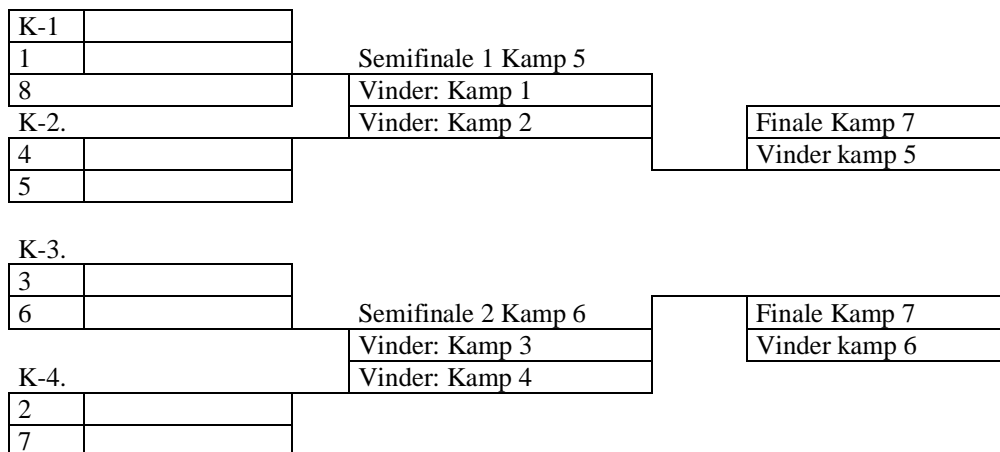 K-1
1
Semifinale 1 Kamp 5
8
Vinder: Kamp 1
K-2.
Vinder: Kamp 2
Finale Kamp 7
4
Vinder kamp 5
5
K-3.
3
6
Semifinale 2 Kamp 6
Finale Kamp 7
Vinder: Kamp 3
Vinder kamp 6
K-4.
Vinder: Kamp 4
2
7